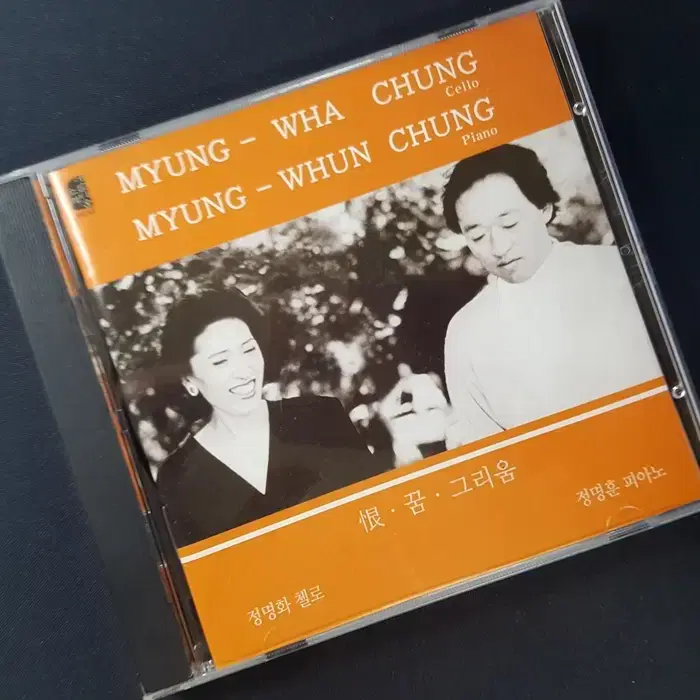 MYUNG - WHA CHUNG
Cello
MYUNG - WHUN CHUNG
Piano
恨 · 꿈 · 그리움
정명훈 피아노
정명화 첼로